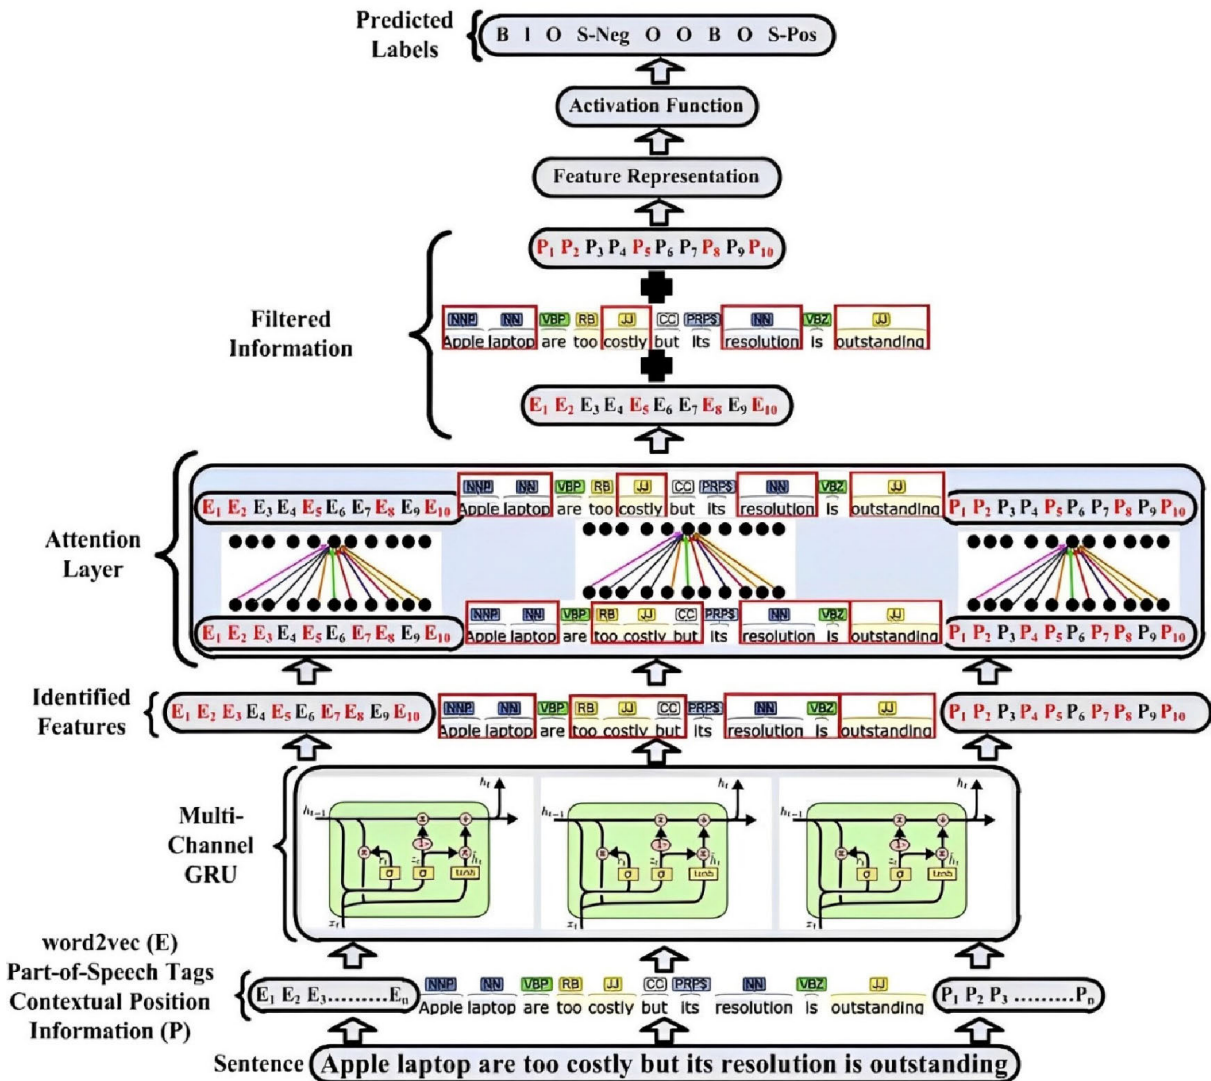 Predicted Labels
B I O S-Neg O O B O S-Pos
Activation Function
Feature Representation
P1 P2 P3 P4 P5 P6 P7 P8 P9 P10
Filtered Information
NNP NN VBP RB JJ CC PRP$ NN VBZ JJ
Apple laptop are too costly but its resolution is outstanding
E1 E2 E3 E4 E5 E6 E7 E8 E9 E10
Attention Layer
NNP NN VBP RB JJ CC PRP$ NN VBZ JJ
E1 E2 E3 E4 E5 E6 E7 E8 E9 E10 Apple laptop are too costly but its resolution is outstanding P1 P2 P3 P4 P5 P6 P7 P8 P9 P10
NNP NN VBP RB JJ CC PRP$ NN VBZ JJ
E1 E2 E3 E4 E5 E6 E7 E8 E9 E10 Apple laptop are too costly but its resolution is outstanding P1 P2 P3 P4 P5 P6 P7 P8 P9 P10
Identified Features
NNP NN VBP RB JJ CC PRP$ NN VBZ JJ
E1 E2 E3 E4 E5 E6 E7 E8 E9 E10 Apple laptop are too costly but its resolution is outstanding P1 P2 P3 P4 P5 P6 P7 P8 P9 P10
Multi-
Channel
GRU
ht ht ht
ht-1 ht-1 ht-1
x + x + x +
1- 1- 1-
x rt zt x h̃t x rt zt x h̃t x rt zt x h̃t
σ σ tanh σ σ tanh σ σ tanh
xt xt xt
word2vec (E)
Part-of-Speech Tags
Contextual Position
Information (P)
NNP NN VBP RB JJ CC PRP$ NN VBZ JJ
E1 E2 E3.........En Apple laptop are too costly but its resolution is outstanding P1 P2 P3 .........Pn
Sentence Apple laptop are too costly but its resolution is outstanding